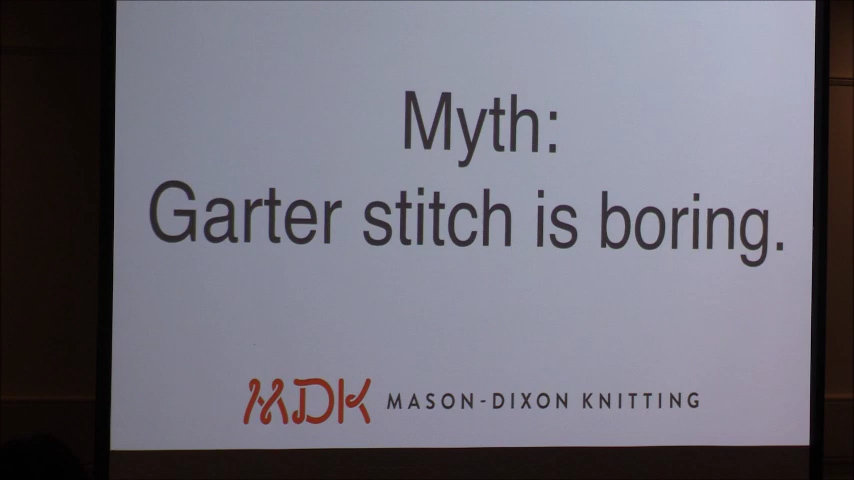 Myth:
Garter stitch is boring.
MDK MASON-DIXON KNITTING